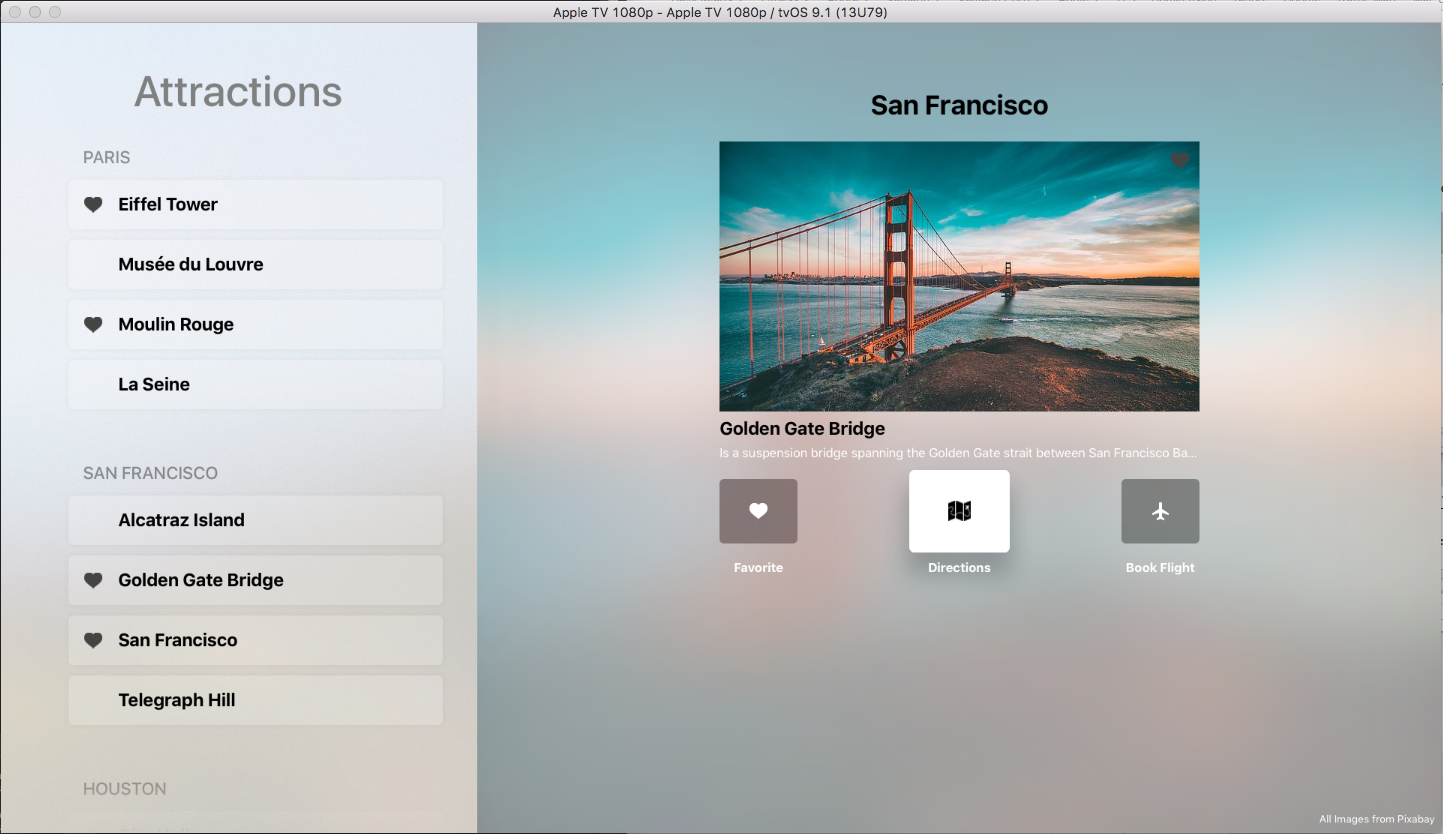 Apple TV 1080p - Apple TV 1080p / tvOS 9.1 (13U79)
Attractions
PARIS
Eiffel Tower
Musée du Louvre
Moulin Rouge
La Seine
SAN FRANCISCO
Alcatraz Island
Golden Gate Bridge
San Francisco
Telegraph Hill
HOUSTON
San Francisco
Golden Gate Bridge
Is a suspension bridge spanning the Golden Gate strait between San Francisco Ba...
Favorite
Directions
Book Flight
All Images from Pixabay